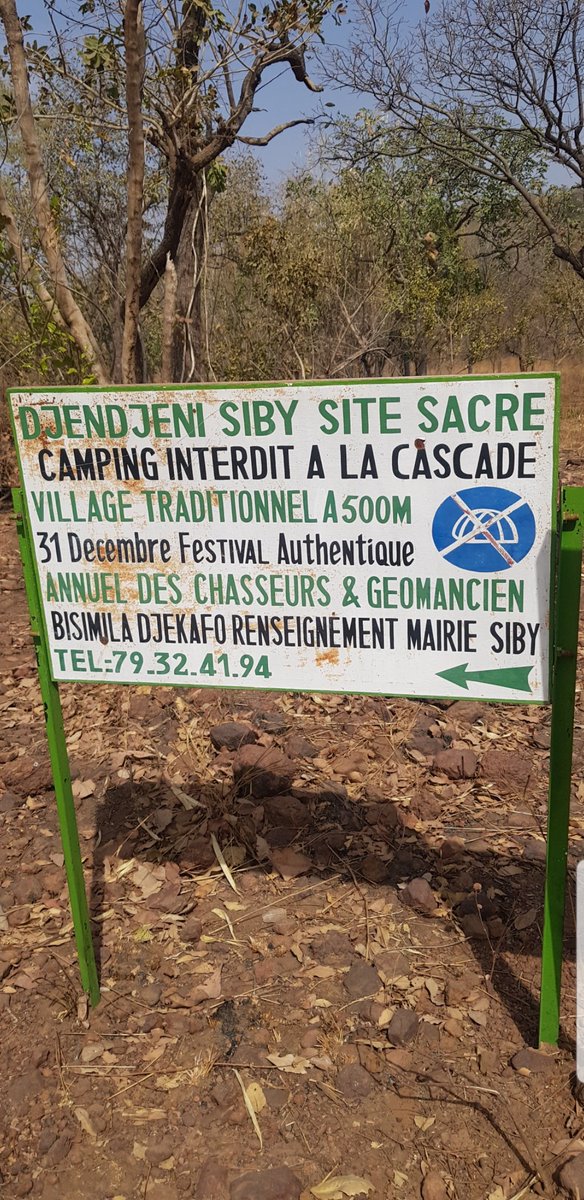 DJENDJENI SIBY SITE SACRE
CAMPING INTERDIT A LA CASCADE
VILLAGE TRADITIONNEL A 500M
31 Decembre FESTIVAL AUTHENTIQUE
ANNUEL DES CHASSEURS & GEOMANCIEN
BISIMILA DJEKAFO RENSEIGNEMENT MAIRIE SIBY
TEL:79.32.41.94